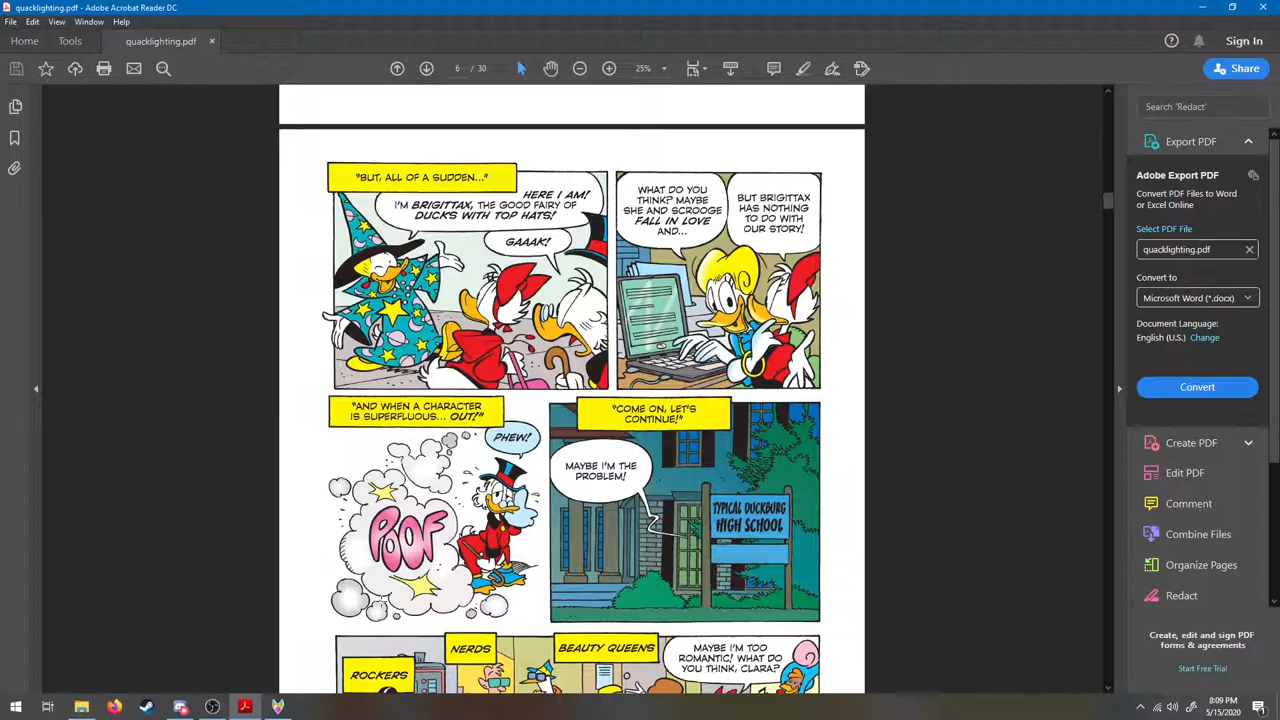 quacklighting.pdf - Adobe Acrobat Reader DC
File Edit View Window Help
Home Tools quacklighting.pdf ×
Sign In
6 / 30
25%
Share
Search 'Redact'
Export PDF
Adobe Export PDF
Convert PDF Files to Word
or Excel Online
Select PDF File
quacklighting.pdf
Convert to
Microsoft Word (*.docx)
Document Language:
English (U.S.) Change
Convert
Create PDF
Edit PDF
Comment
Combine Files
Organize Pages
Redact
Create, edit and sign PDF
forms & agreements
Start Free Trial
"BUT, ALL OF A SUDDEN..."
HERE I AM!
I'M BRIGITTAX, THE GOOD FAIRY OF
DUCKS WITH TOP HATS!
GAAAK!
WHAT DO YOU
THINK? MAYBE
SHE AND SCROOGE
FALL IN LOVE
AND...
BUT BRIGITTAX
HAS NOTHING
TO DO WITH
OUR STORY!
"AND WHEN A CHARACTER
IS SUPERFLUOUS... OUT!"
PHEW!
POOF
"COME ON, LET'S
CONTINUE!"
MAYBE I'M THE
PROBLEM!
TYPICAL DUCKBURG
HIGH SCHOOL
ROCKERS
NERDS
BEAUTY QUEENS
MAYBE I'M TOO
ROMANTIC! WHAT DO
YOU THINK, CLARA?
8:09 PM
5/15/2020